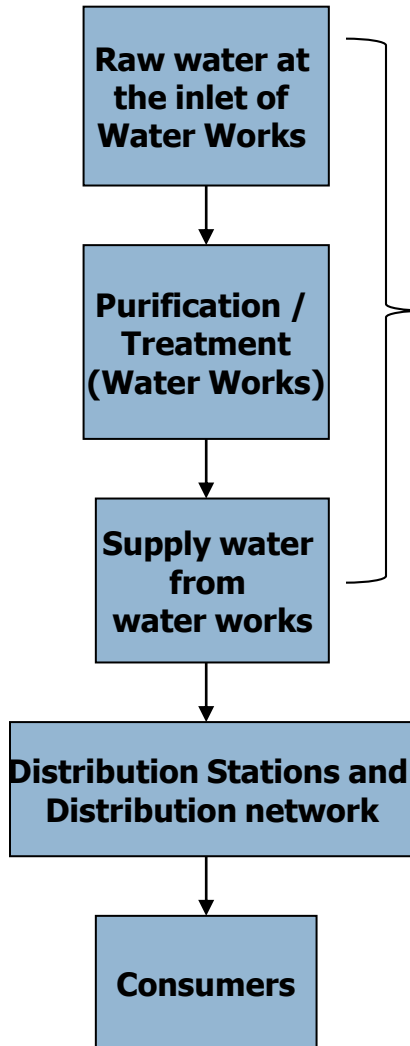 Raw water at
the inlet of
Water Works
Purification /
Treatment
(Water Works)
Supply water
from
water works
Distribution Stations and
Distribution network
Consumers